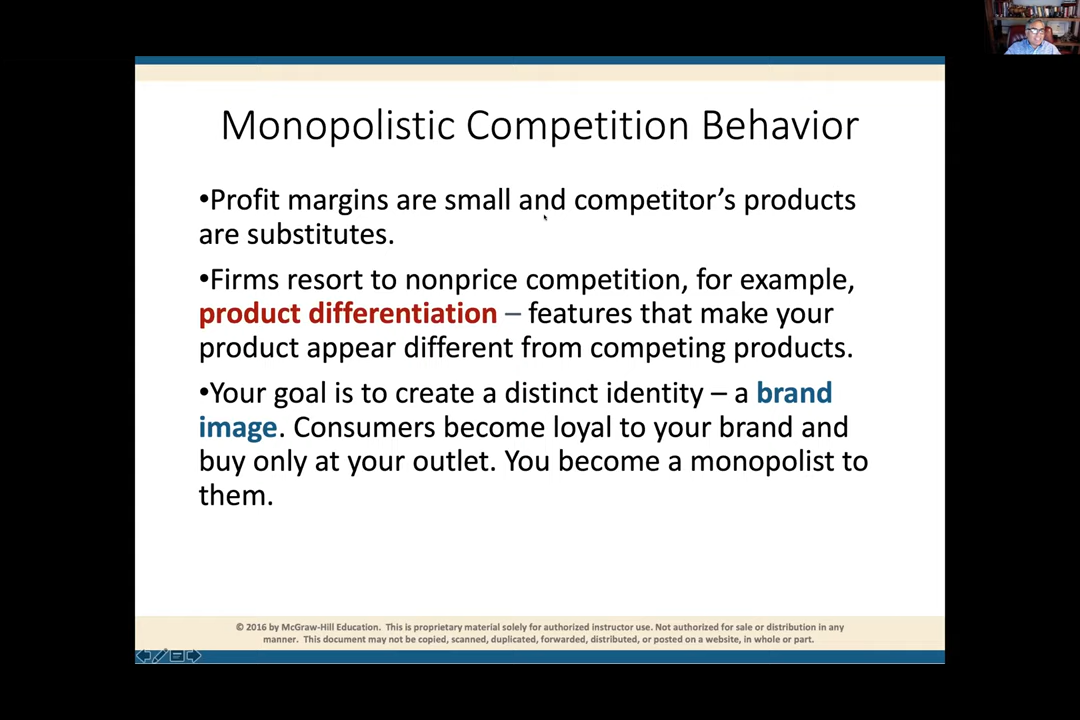 Monopolistic Competition Behavior
•Profit margins are small and competitor’s products
are substitutes.
•Firms resort to nonprice competition, for example,
product differentiation – features that make your
product appear different from competing products.
•Your goal is to create a distinct identity – a brand
image. Consumers become loyal to your brand and
buy only at your outlet. You become a monopolist to
them.
© 2016 by McGraw-Hill Education. This is proprietary material solely for authorized instructor use. Not authorized for sale or distribution in any
manner. This document may not be copied, scanned, duplicated, forwarded, distributed, or posted on a website, in whole or part.